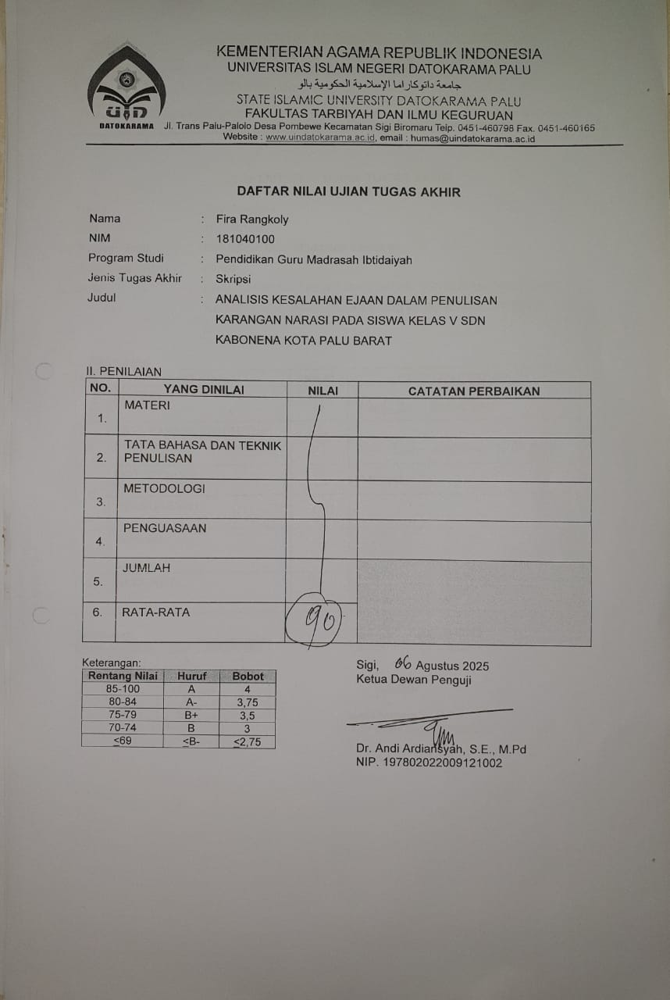 KEMENTERIAN AGAMA REPUBLIK INDONESIA
UNIVERSITAS ISLAM NEGERI DATOKARAMA PALU
جامعة داتوكاراما الإسلامية الحكومية بالو
STATE ISLAMIC UNIVERSITY DATOKARAMA PALU
FAKULTAS TARBIYAH DAN ILMU KEGURUAN
UID
DATOKARAMA
Jl. Trans Palu-Palolo Desa Pombewe Kecamatan Sigi Biromaru Telp. 0451-460798 Fax. 0451-460165
Website : www.uindatokarama.ac.id, email : humas@uindatokarama.ac.id
DAFTAR NILAI UJIAN TUGAS AKHIR
Nama : Fira Rangkoly
NIM : 181040100
Program Studi : Pendidikan Guru Madrasah Ibtidaiyah
Jenis Tugas Akhir : Skripsi
Judul : ANALISIS KESALAHAN EJAAN DALAM PENULISAN
KARANGAN NARASI PADA SISWA KELAS V SDN
KABONENA KOTA PALU BARAT
II. PENILAIAN
NO. YANG DINILAI NILAI CATATAN PERBAIKAN
1. MATERI
2. TATA BAHASA DAN TEKNIK
PENULISAN
3. METODOLOGI
4. PENGUASAAN
5. JUMLAH
6. RATA-RATA 90
Keterangan:
Rentang Nilai Huruf Bobot
85-100 A 4
80-84 A- 3,75
75-79 B+ 3,5
70-74 B 3
≤69 ≤B- ≤2,75
Sigi, 06 Agustus 2025
Ketua Dewan Penguji
Dr. Andi Ardiansyah, S.E., M.Pd
NIP. 197802022009121002